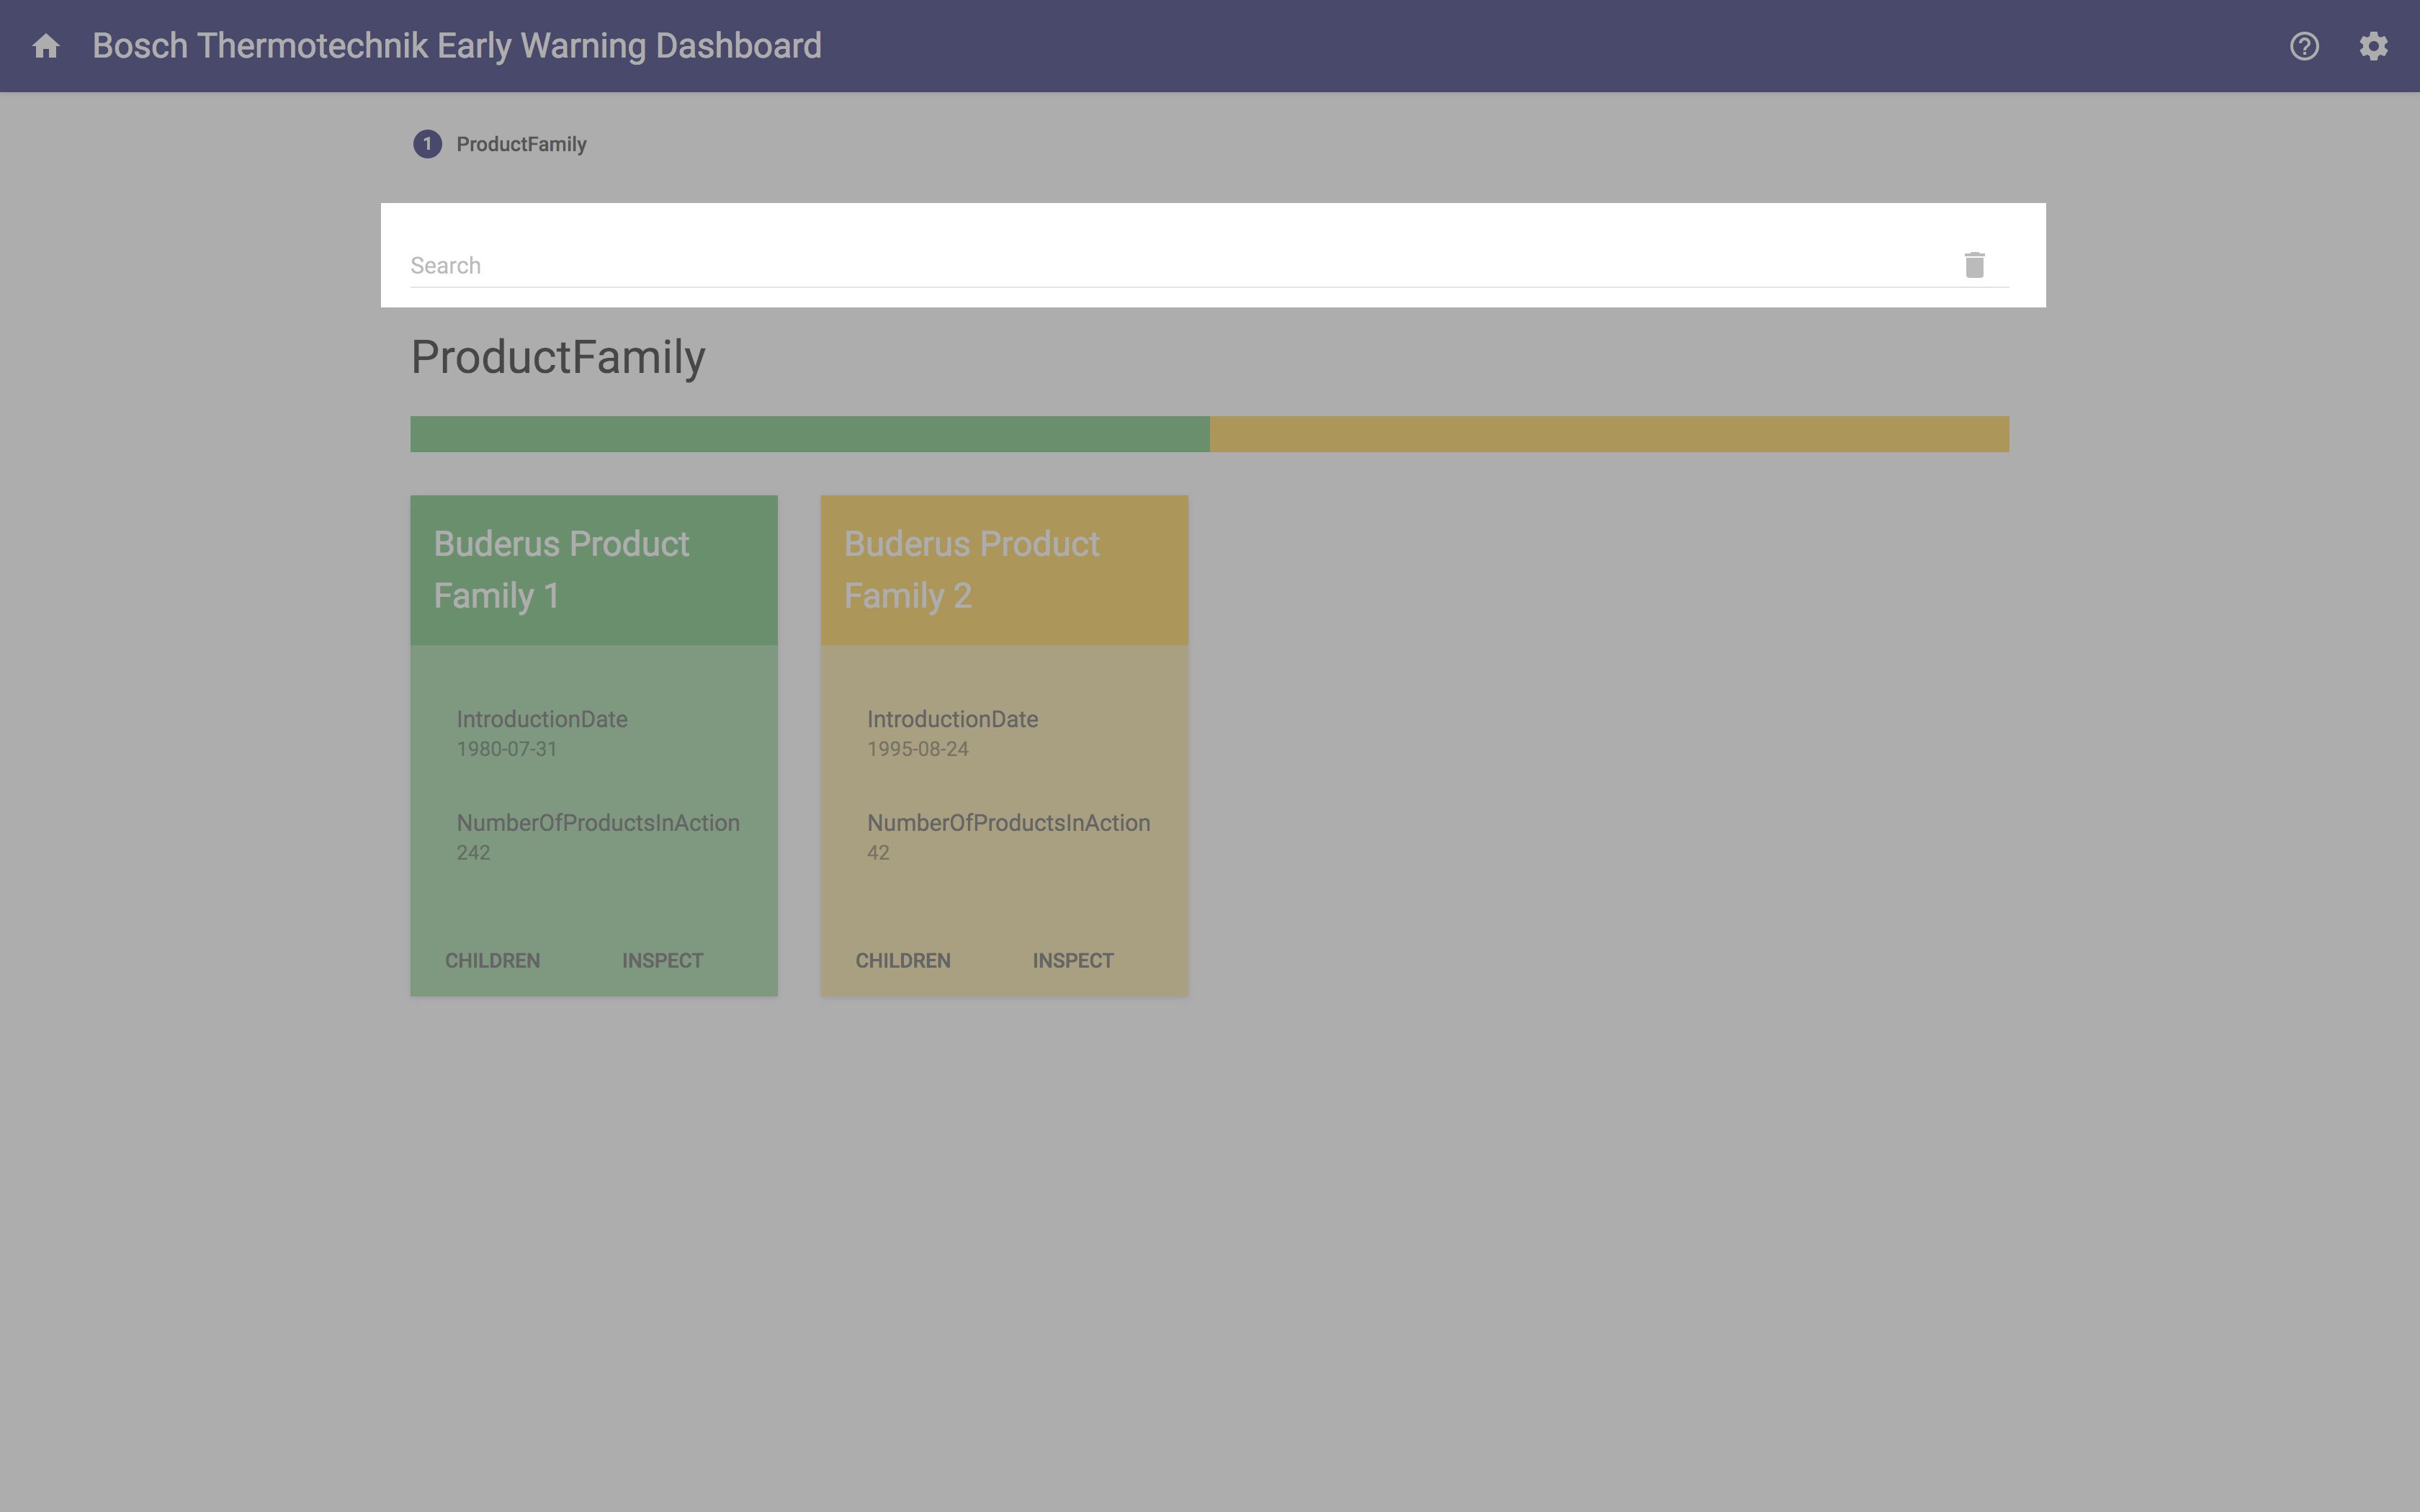 Bosch Thermotechnik Early Warning Dashboard
1 ProductFamily
Search
ProductFamily
Buderus Product
Family 1
IntroductionDate
1980-07-31
NumberOfProductsInAction
242
CHILDREN INSPECT
Buderus Product
Family 2
IntroductionDate
1995-08-24
NumberOfProductsInAction
42
CHILDREN INSPECT